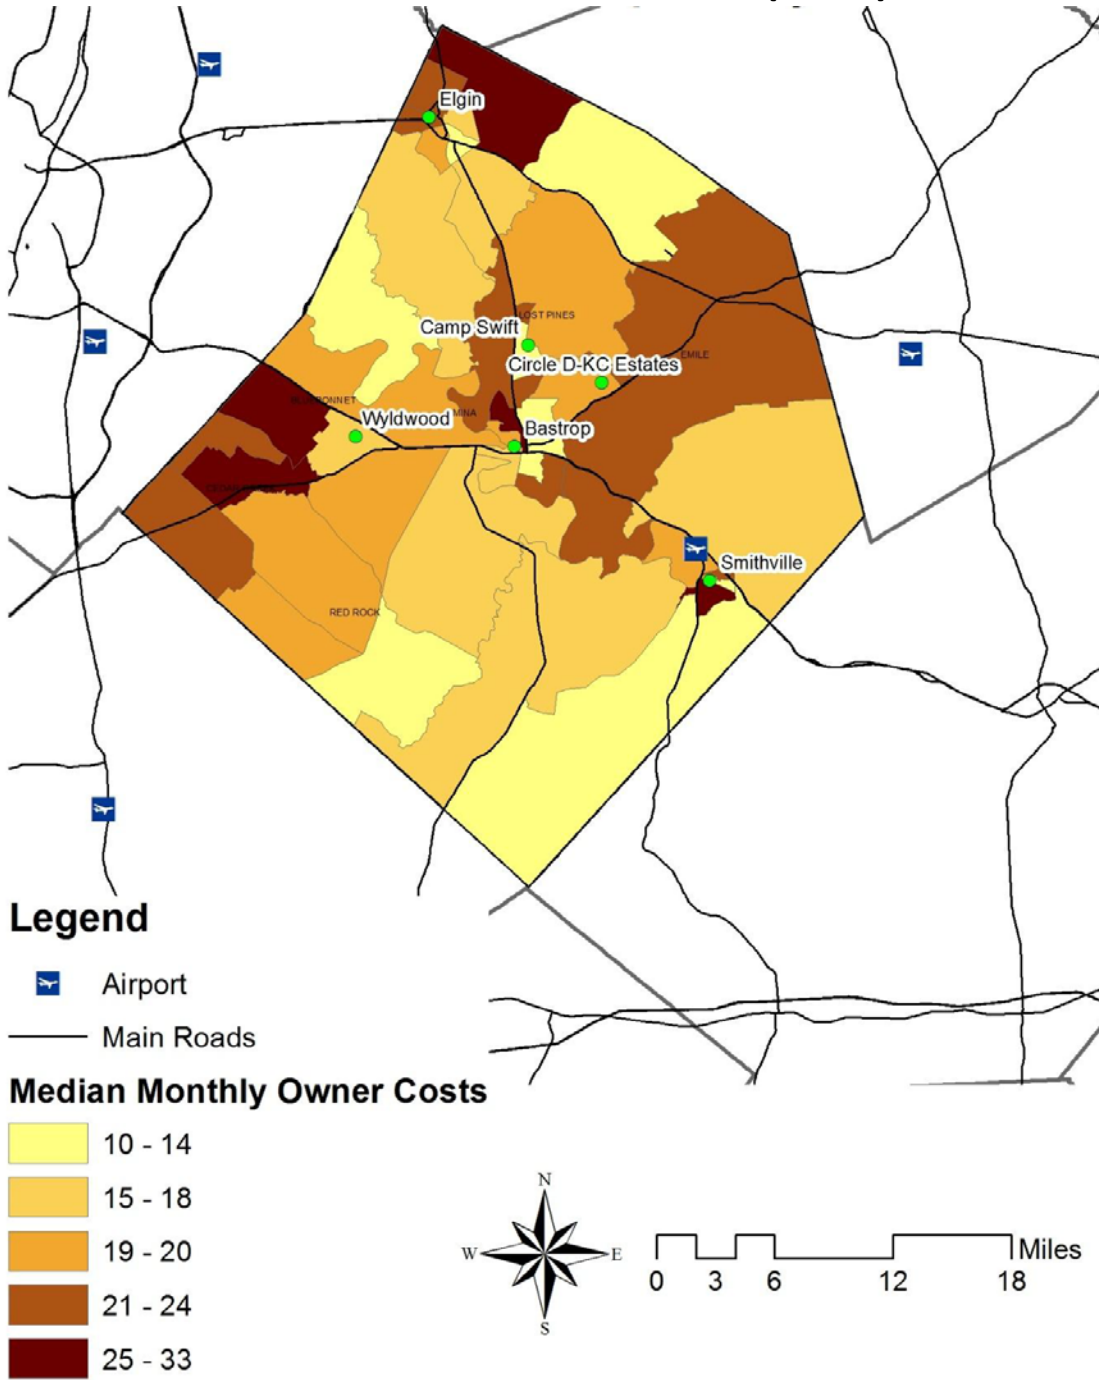 Elgin
LOST PINES
Camp Swift
Circle D-KC Estates
EMILE
Wyldwood
MINA
Bastrop
Smithville
RED ROCK
Legend
Airport
Main Roads
Median Monthly Owner Costs
10 - 14
15 - 18
19 - 20
21 - 24
25 - 33
N
W
E
S
Miles
0 3 6 12 18